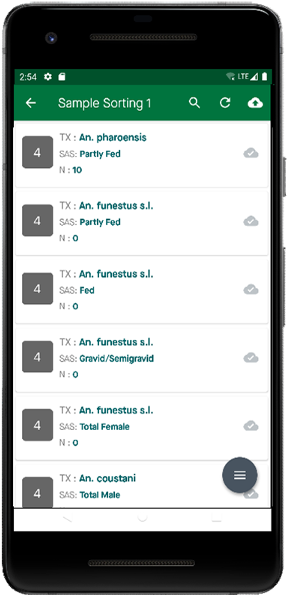 2:54 LTE
Sample Sorting 1
TX : An. pharoensis
4 SAS: Partly Fed
N : 10
TX : An. funestus s.l.
4 SAS: Partly Fed
N : 0
TX : An. funestus s.l.
4 SAS: Fed
N : 0
TX : An. funestus s.l.
4 SAS: Gravid/Semigravid
N : 0
TX : An. funestus s.l.
4 SAS: Total Female
N : 0
TX : An. coustani
4 SAS: Total Male